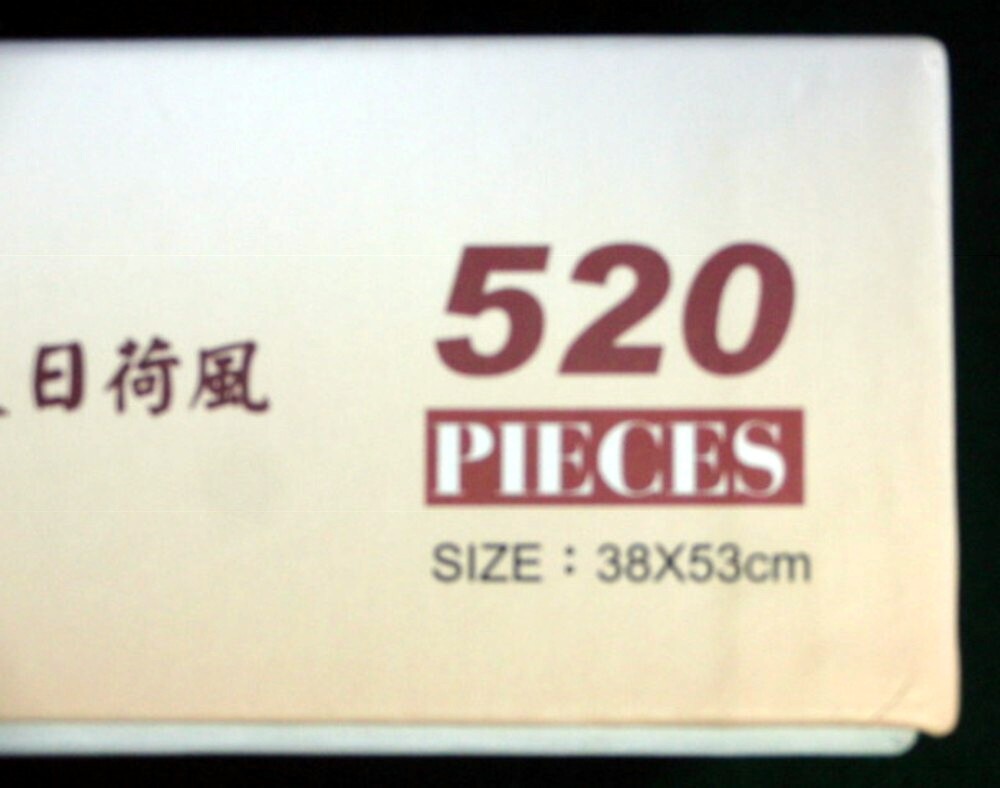 日荷風
520
PIECES
SIZE：38X53cm